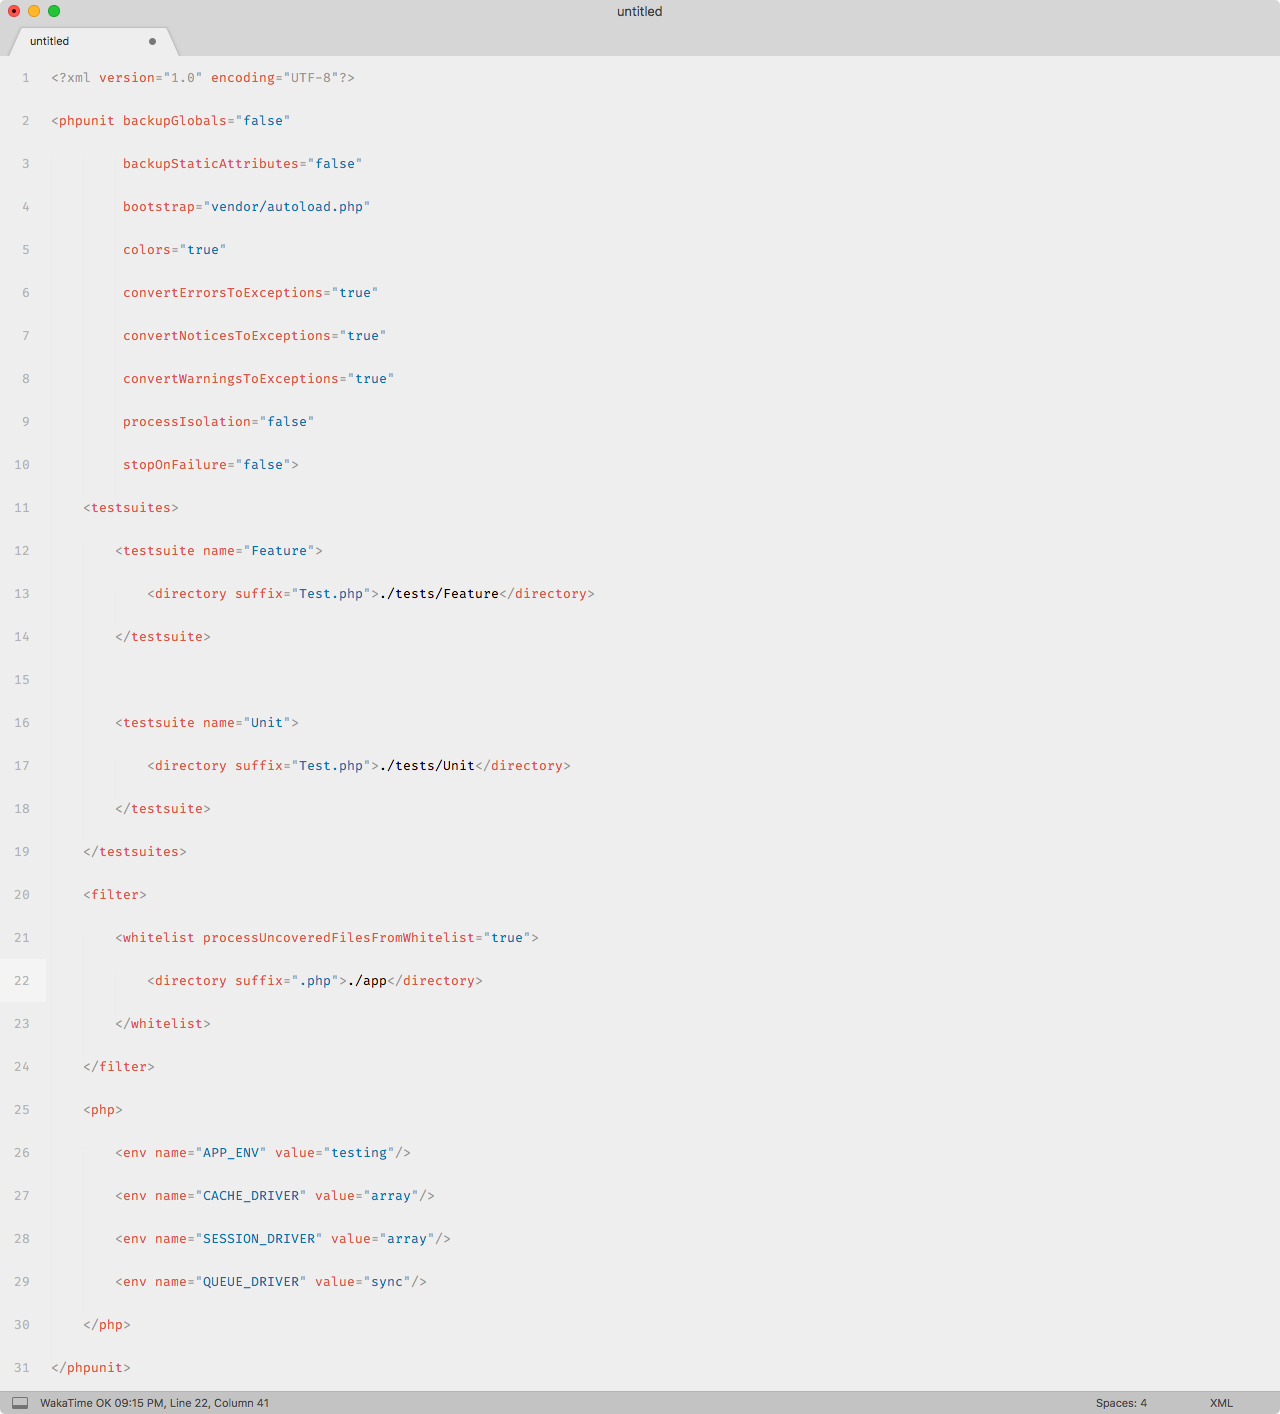 untitled
untitled
1 <?xml version="1.0" encoding="UTF-8"?>
2 <phpunit backupGlobals="false"
3          backupStaticAttributes="false"
4          bootstrap="vendor/autoload.php"
5          colors="true"
6          convertErrorsToExceptions="true"
7          convertNoticesToExceptions="true"
8          convertWarningsToExceptions="true"
9          processIsolation="false"
10          stopOnFailure="false">
11     <testsuites>
12         <testsuite name="Feature">
13             <directory suffix="Test.php">./tests/Feature</directory>
14         </testsuite>
15
16         <testsuite name="Unit">
17             <directory suffix="Test.php">./tests/Unit</directory>
18         </testsuite>
19     </testsuites>
20     <filter>
21         <whitelist processUncoveredFilesFromWhitelist="true">
22             <directory suffix=".php">./app</directory>
23         </whitelist>
24     </filter>
25     <php>
26         <env name="APP_ENV" value="testing"/>
27         <env name="CACHE_DRIVER" value="array"/>
28         <env name="SESSION_DRIVER" value="array"/>
29         <env name="QUEUE_DRIVER" value="sync"/>
30     </php>
31 </phpunit>
WakaTime OK 09:15 PM, Line 22, Column 41 Spaces: 4 XML